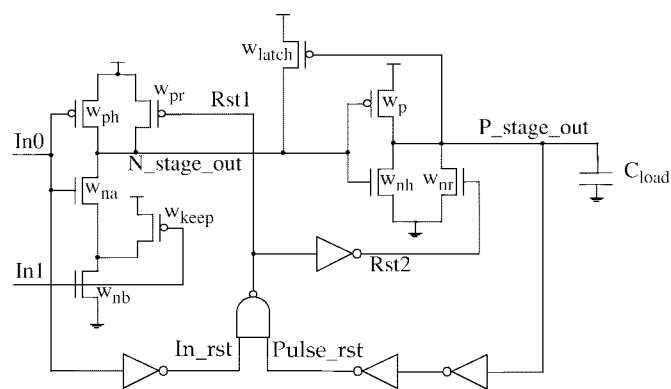 w_latch
w_ph
w_pr
Rst1
w_p
In0
N_stage_out
P_stage_out
w_na
w_nh
w_nr
C_load
w_keep
In1
w_nb
Rst2
In_rst
Pulse_rst